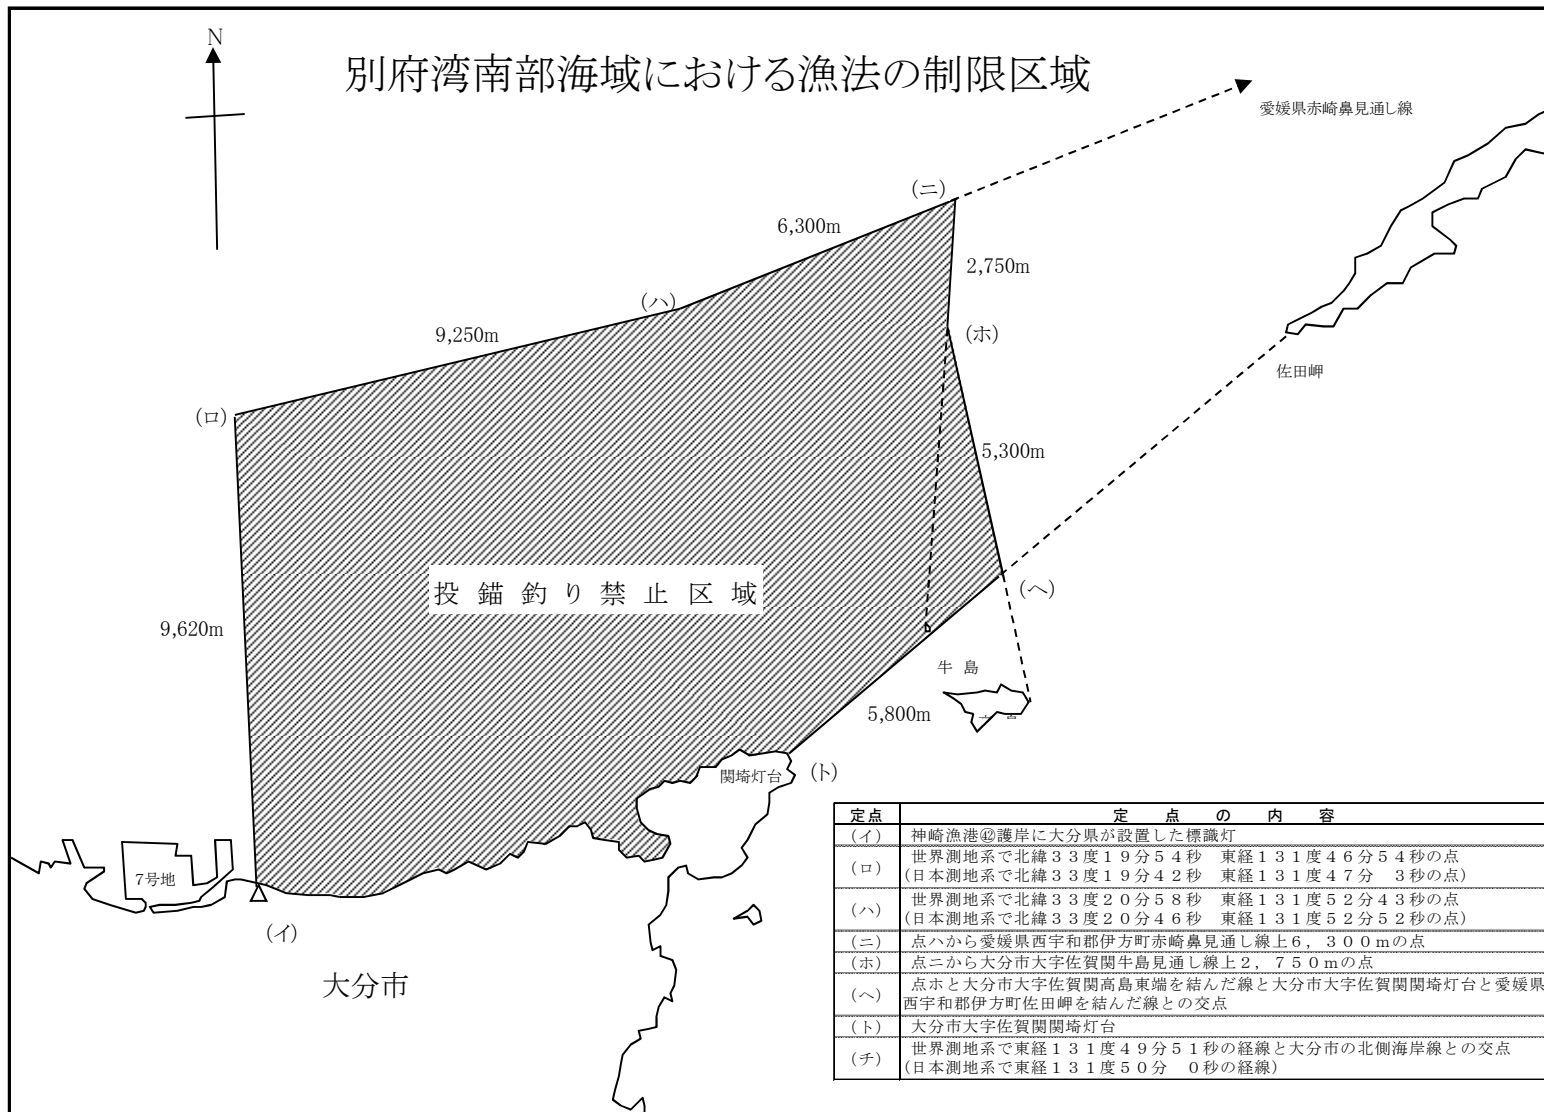 N
別府湾南部海域における漁法の制限区域
愛媛県赤崎鼻見通し線
(ニ)
6,300m
2,750m
(ハ)
9,250m
(ホ)
佐田岬
(ロ)
5,300m
投錨釣り禁止区域
(ヘ)
9,620m
牛島
5,800m
関埼灯台
(ト)
7号地
(イ)
大分市
定点 定点の内容
(イ) 神崎漁港㊷護岸に大分県が設置した標識灯
(ロ) 世界測地系で北緯33度19分54秒 東経131度46分54秒の点
(日本測地系で北緯33度19分42秒 東経131度47分 3秒の点)
(ハ) 世界測地系で北緯33度20分58秒 東経131度52分43秒の点
(日本測地系で北緯33度20分46秒 東経131度52分52秒の点)
(ニ) 点ハから愛媛県西宇和郡伊方町赤崎鼻見通し線上6,300mの点
(ホ) 点ニから大分市大字佐賀関牛島見通し線上2,750mの点
(ヘ) 点ホと大分市大字佐賀関高島東端を結んだ線と大分市大字佐賀関関埼灯台と愛媛県
西宇和郡伊方町佐田岬を結んだ線との交点
(ト) 大分市大字佐賀関関埼灯台
(チ) 世界測地系で東経131度49分51秒の経線と大分市の北側海岸線との交点
(日本測地系で東経131度50分 0秒の経線)